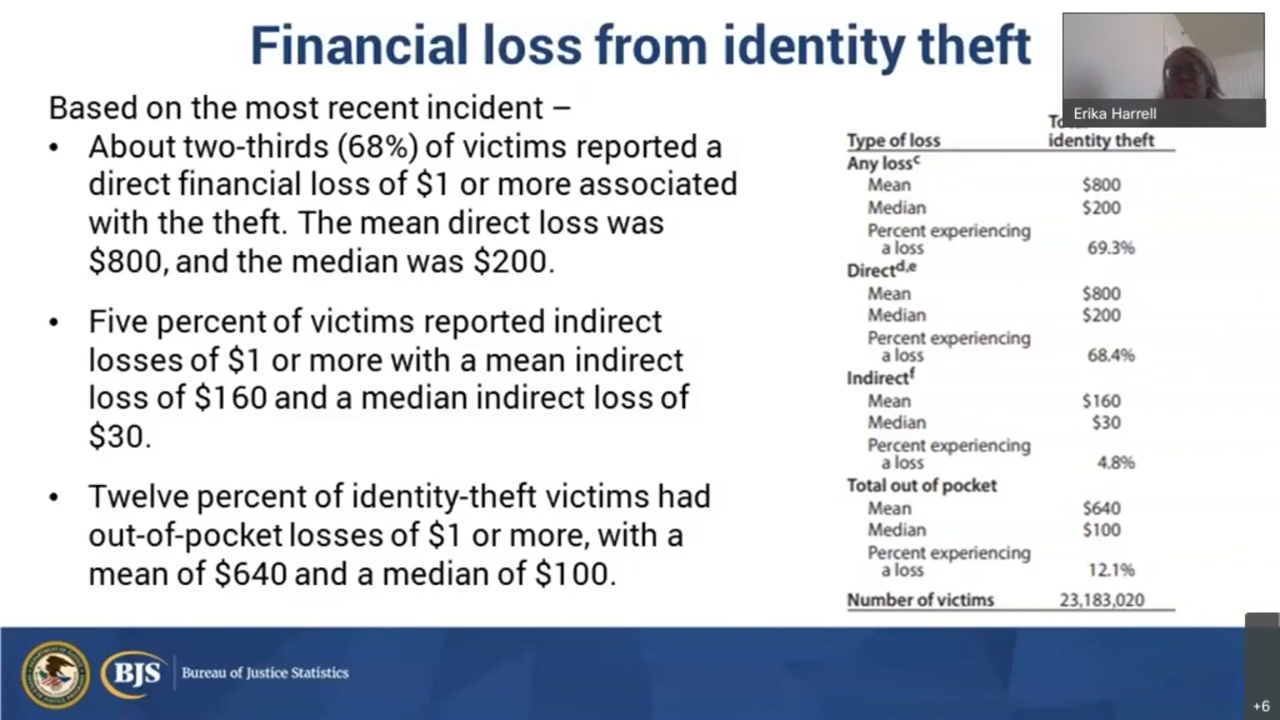 Financial loss from identity theft
Based on the most recent incident –
• About two-thirds (68%) of victims reported a
direct financial loss of $1 or more associated
with the theft. The mean direct loss was
$800, and the median was $200.
• Five percent of victims reported indirect
losses of $1 or more with a mean indirect
loss of $160 and a median indirect loss of
$30.
• Twelve percent of identity-theft victims had
out-of-pocket losses of $1 or more, with a
mean of $640 and a median of $100.
Erika Harrell
Type of loss identity theft
Any lossᶜ
Mean $800
Median $200
Percent experiencing
a loss 69.3%
Directᵈ,ᵉ
Mean $800
Median $200
Percent experiencing
a loss 68.4%
Indirectᶠ
Mean $160
Median $30
Percent experiencing
a loss 4.8%
Total out of pocket
Mean $640
Median $100
Percent experiencing
a loss 12.1%
Number of victims 23,183,020
BJS Bureau of Justice Statistics
+6